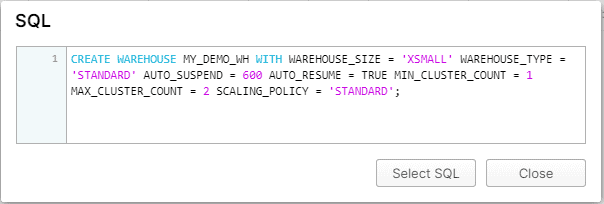 SQL
1 CREATE WAREHOUSE MY_DEMO_WH WITH WAREHOUSE_SIZE = 'XSMALL' WAREHOUSE_TYPE =
'STANDARD' AUTO_SUSPEND = 600 AUTO_RESUME = TRUE MIN_CLUSTER_COUNT = 1
MAX_CLUSTER_COUNT = 2 SCALING_POLICY = 'STANDARD';
Select SQL Close